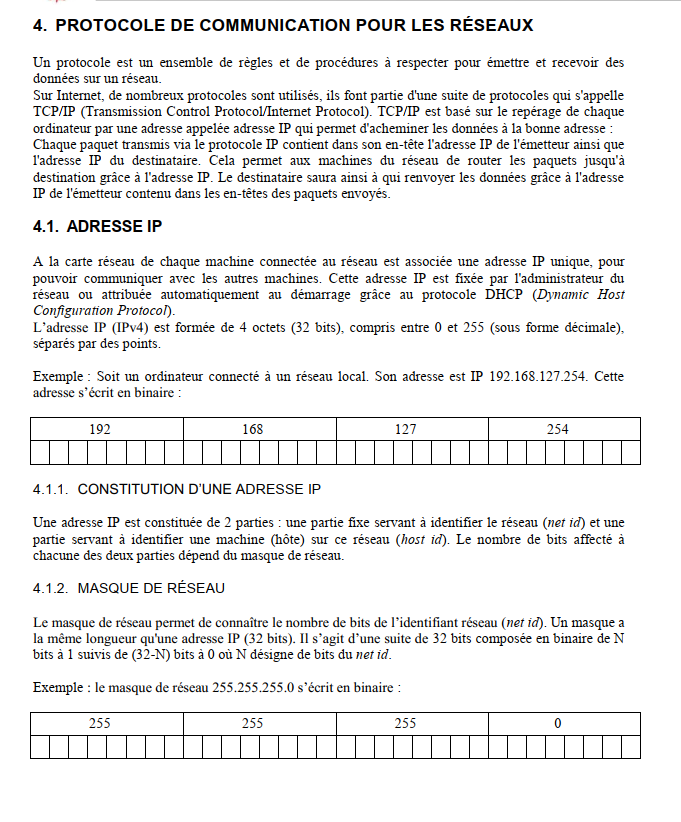 4. PROTOCOLE DE COMMUNICATION POUR LES RÉSEAUX
Un protocole est un ensemble de règles et de procédures à respecter pour émettre et recevoir des
données sur un réseau.
Sur Internet, de nombreux protocoles sont utilisés, ils font partie d'une suite de protocoles qui s'appelle
TCP/IP (Transmission Control Protocol/Internet Protocol). TCP/IP est basé sur le repérage de chaque
ordinateur par une adresse appelée adresse IP qui permet d'acheminer les données à la bonne adresse :
Chaque paquet transmis via le protocole IP contient dans son en-tête l'adresse IP de l'émetteur ainsi que
l'adresse IP du destinataire. Cela permet aux machines du réseau de router les paquets jusqu'à
destination grâce à l'adresse IP. Le destinataire saura ainsi à qui renvoyer les données grâce à l'adresse
IP de l'émetteur contenu dans les en-têtes des paquets envoyés.
4.1. ADRESSE IP
A la carte réseau de chaque machine connectée au réseau est associée une adresse IP unique, pour
pouvoir communiquer avec les autres machines. Cette adresse IP est fixée par l'administrateur du
réseau ou attribuée automatiquement au démarrage grâce au protocole DHCP (Dynamic Host
Configuration Protocol).
L’adresse IP (IPv4) est formée de 4 octets (32 bits), compris entre 0 et 255 (sous forme décimale),
séparés par des points.
Exemple : Soit un ordinateur connecté à un réseau local. Son adresse est IP 192.168.127.254. Cette
adresse s’écrit en binaire :
192 168 127 254
4.1.1. CONSTITUTION D’UNE ADRESSE IP
Une adresse IP est constituée de 2 parties : une partie fixe servant à identifier le réseau (net id) et une
partie servant à identifier une machine (hôte) sur ce réseau (host id). Le nombre de bits affecté à
chacune des deux parties dépend du masque de réseau.
4.1.2. MASQUE DE RÉSEAU
Le masque de réseau permet de connaître le nombre de bits de l’identifiant réseau (net id). Un masque a
la même longueur qu'une adresse IP (32 bits). Il s’agit d’une suite de 32 bits composée en binaire de N
bits à 1 suivis de (32-N) bits à 0 où N désigne de bits du net id.
Exemple : le masque de réseau 255.255.255.0 s’écrit en binaire :
255 255 255 0